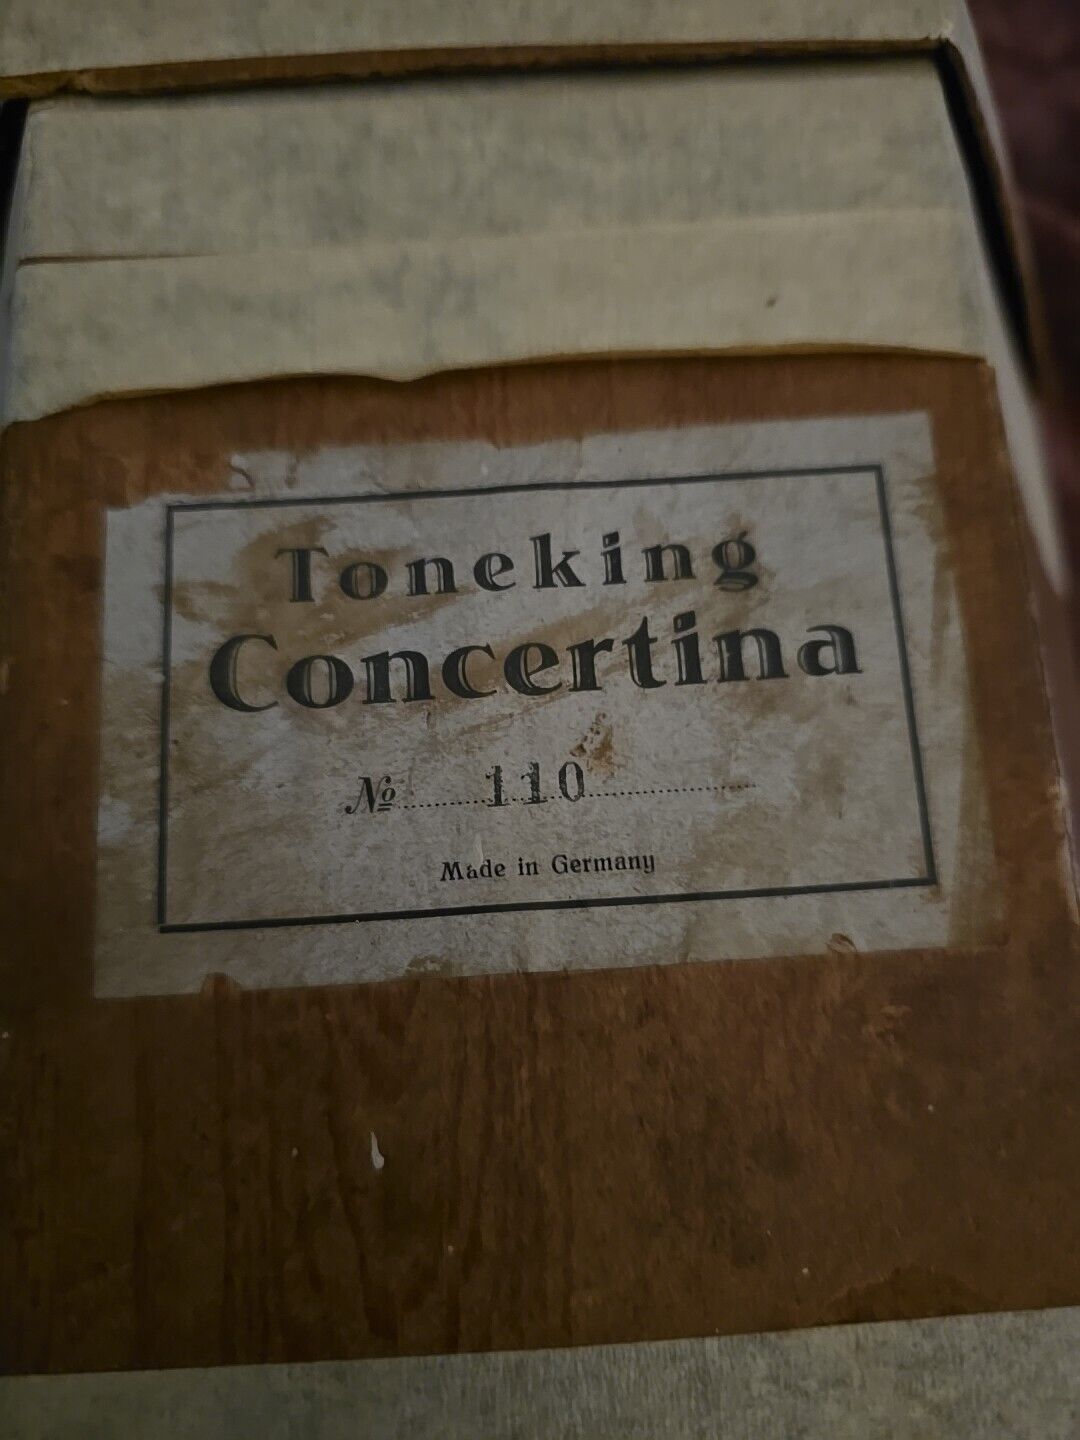 Toneking
Concertina
№ 110
Made in Germany